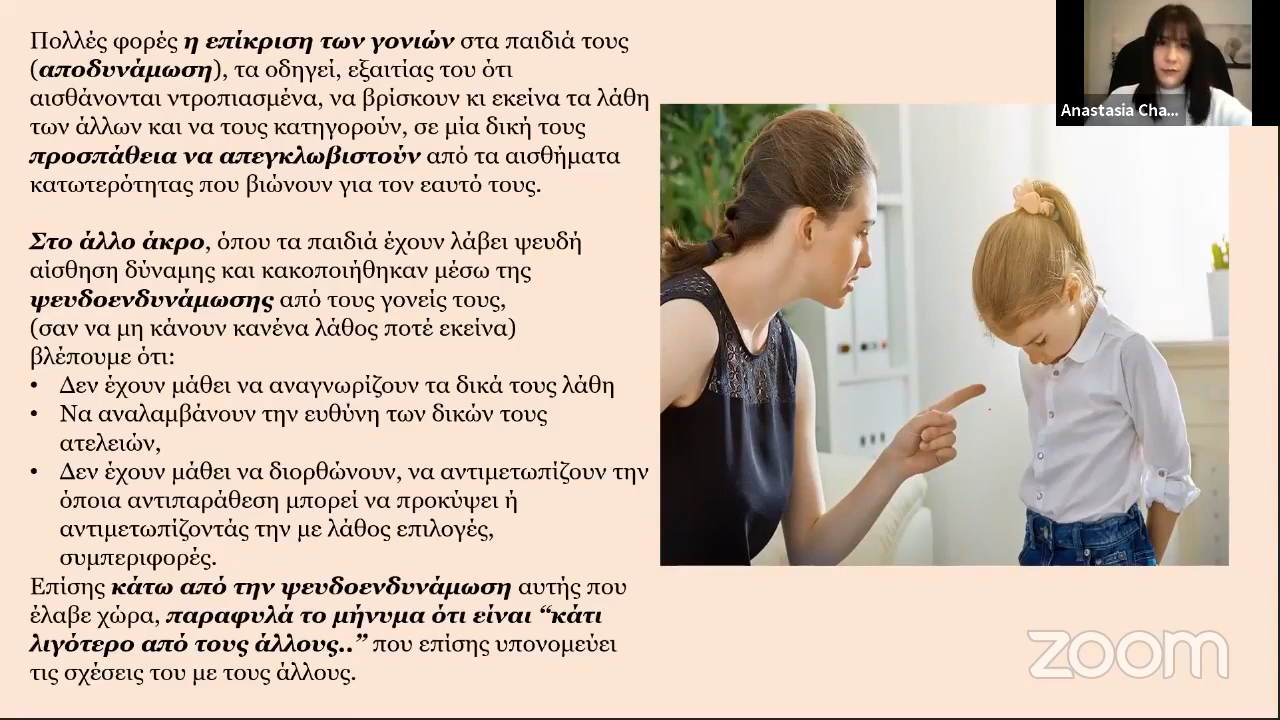 Πολλές φορές η επίκριση των γονιών στα παιδιά τους
(αποδυνάμωση), τα οδηγεί, εξαιτίας του ότι
αισθάνονται ντροπιασμένα, να βρίσκουν κι εκείνα τα λάθη
των άλλων και να τους κατηγορούν, σε μία δική τους
προσπάθεια να απεγκλωβιστούν από τα αισθήματα
κατωτερότητας που βιώνουν για τον εαυτό τους.
Στο άλλο άκρο, όπου τα παιδιά έχουν λάβει ψευδή
αίσθηση δύναμης και κακοποιήθηκαν μέσω της
ψευδοενδυνάμωσης από τους γονείς τους,
(σαν να μη κάνουν κανένα λάθος ποτέ εκείνα)
βλέπουμε ότι:
• Δεν έχουν μάθει να αναγνωρίζουν τα δικά τους λάθη
• Να αναλαμβάνουν την ευθύνη των δικών τους
ατελειών,
• Δεν έχουν μάθει να διορθώνουν, να αντιμετωπίζουν την
όποια αντιπαράθεση μπορεί να προκύψει ή
αντιμετωπίζοντάς την με λάθος επιλογές,
συμπεριφορές.
Επίσης κάτω από την ψευδοενδυνάμωση αυτής που
έλαβε χώρα, παραφυλά το μήνυμα ότι είναι “κάτι
λιγότερο από τους άλλους..” που επίσης υπονομεύει
τις σχέσεις του με τους άλλους.
Anastasia Cha...
zoom